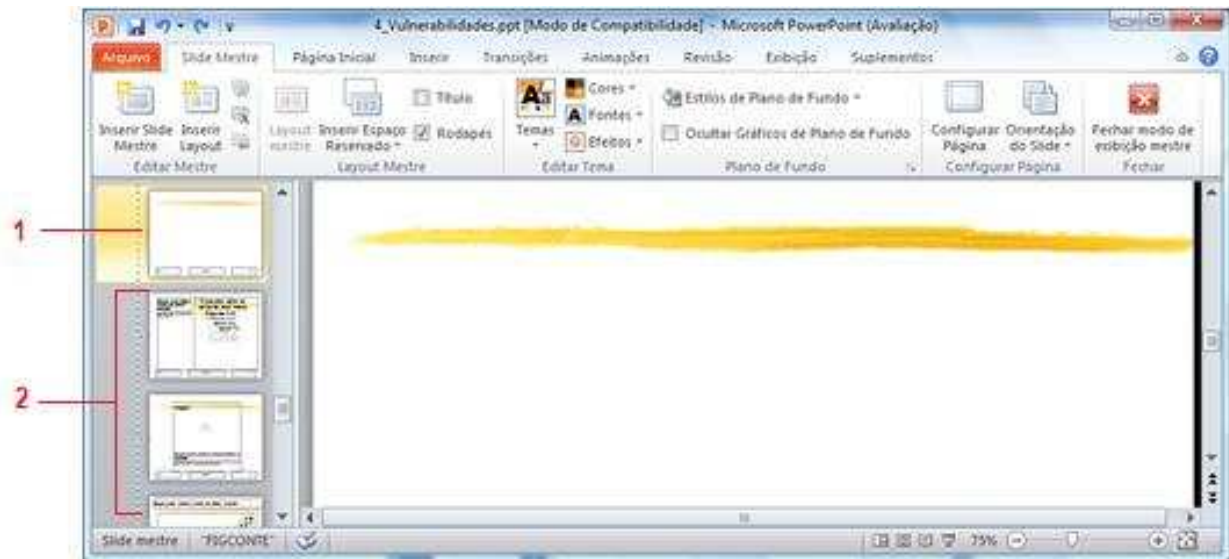 4_Vulnerabilidades.ppt [Modo de Compatibilidade] - Microsoft PowerPoint (Avaliação)
Arquivo Slide Mestre Página Inicial Inserir Transições Animações Revisão Exibição Suplementos
Inserir Slide Mestre
Inserir Layout
Layout mestre
Inserir Espaço Reservado
Título
Rodapés
Temas
Cores
Fontes
Efeitos
Estilos de Plano de Fundo
Ocultar Gráficos de Plano de Fundo
Configurar Página
Orientação do Slide
Fechar modo de exibição mestre
Editar Mestre Layout Mestre Editar Tema Plano de Fundo Configurar Página Fechar
1
2
Slide mestre "FIGCONTE" 75%